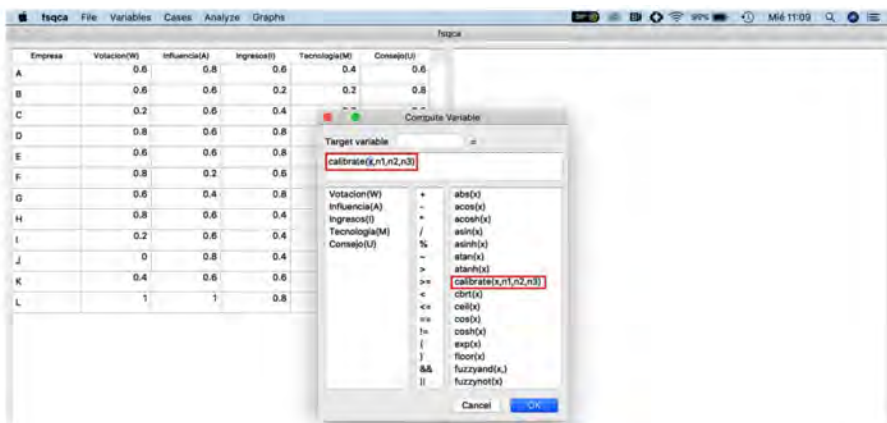 fsqca File Variables Cases Analyze Graphs 99% Mié 11:09
fsqca
Empresa Votacion(W) Influencia(A) Ingresos(I) Tecnologia(M) Consejo(U)
A 0.6 0.8 0.6 0.4 0.6
B 0.6 0.6 0.2 0.2 0.8
C 0.2 0.6 0.4
D 0.8 0.6 0.8
E 0.6 0.6 0.8
F 0.8 0.2 0.6
G 0.6 0.4 0.8
H 0.8 0.6 0.4
I 0.2 0.6 0.4
J 0 0.8 0.4
K 0.4 0.6 0.6
L 1 1 0.8
Compute Variable
Target variable =
calibrate(x,n1,n2,n3)
Votacion(W) + abs(x)
Influencia(A) - acos(x)
Ingresos(I) * acosh(x)
Tecnologia(M) / asin(x)
Consejo(U) % asinh(x)
~ atan(x)
> atanh(x)
>= calibrate(x,n1,n2,n3)
< cbrt(x)
<= ceil(x)
== cos(x)
!= cosh(x)
( exp(x)
) floor(x)
&& fuzzyand(x,)
|| fuzzynot(x)
Cancel OK